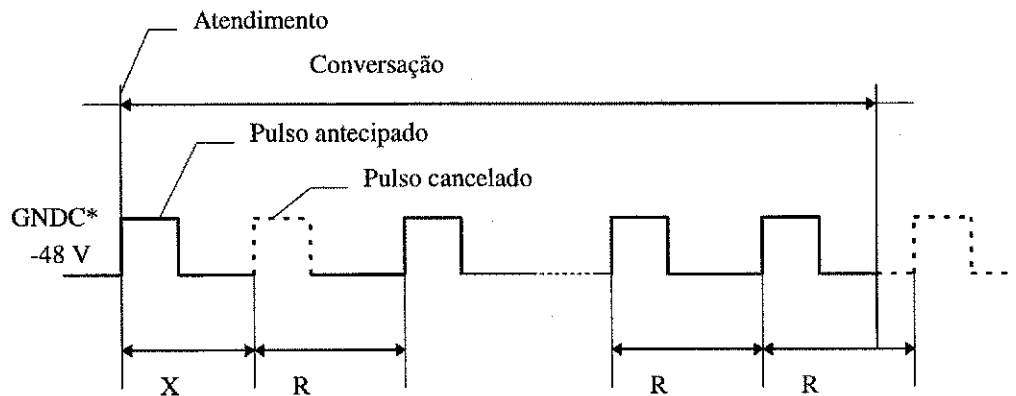 Atendimento
Conversação
Pulso antecipado
Pulso cancelado
GNDC*
-48 V
X
R
R
R